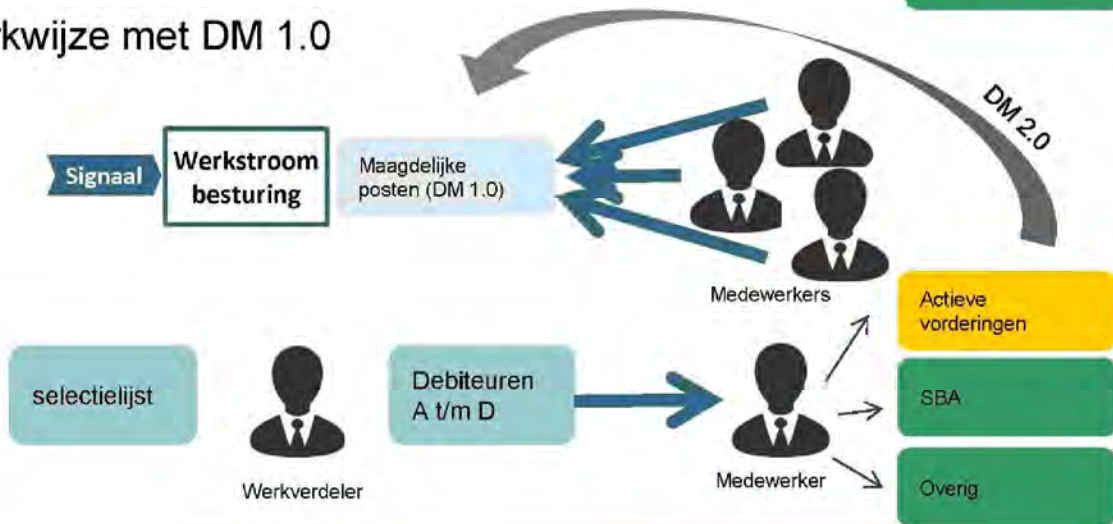 rkwijze met DM 1.0
DM 2.0
Signaal
Werkstroom
besturing
Maagdelijke
posten (DM 1.0)
Medewerkers
Actieve
vorderingen
selectielijst
Werkverdeler
Debiteuren
A t/m D
Medewerker
SBA
Overig